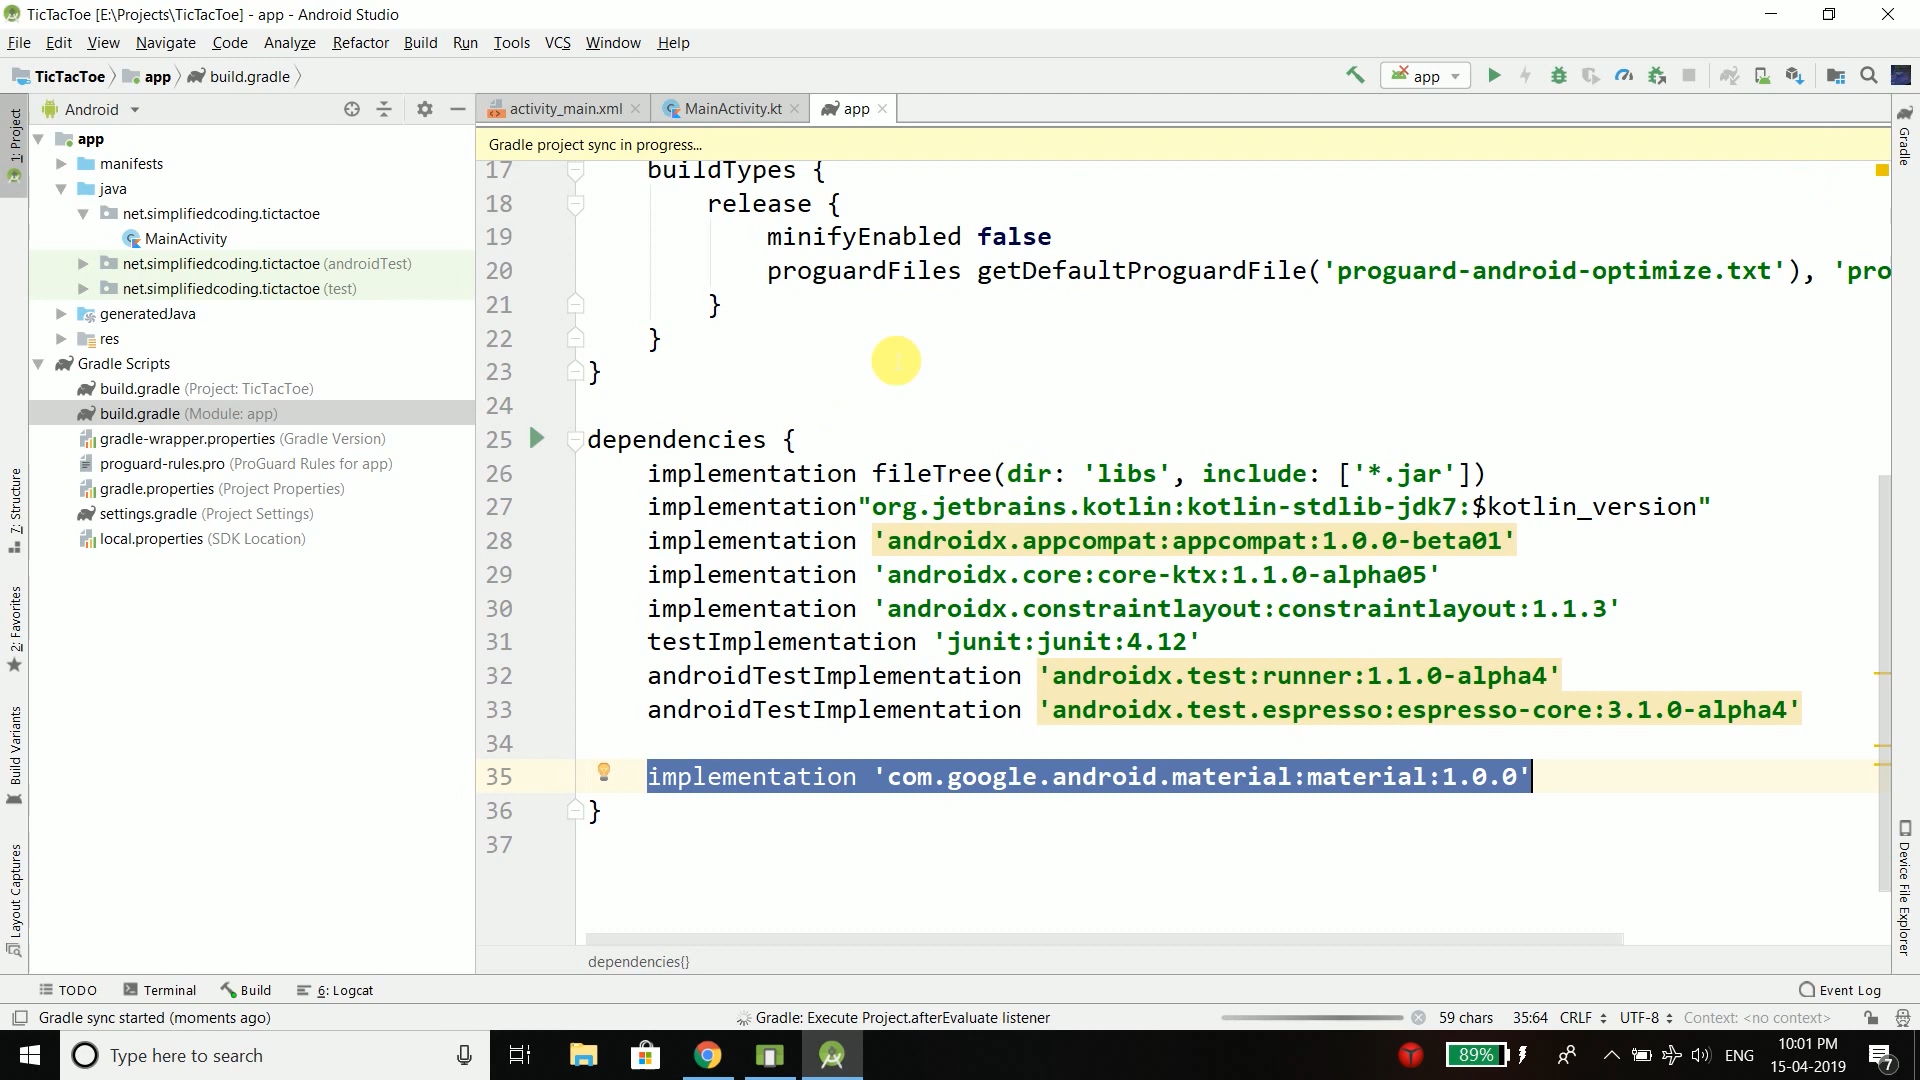 TicTacToe [E:\Projects\TicTacToe] - app - Android Studio
File Edit View Navigate Code Analyze Refactor Build Run Tools VCS Window Help
TicTacToe app build.gradle
app
Android
activity_main.xml MainActivity.kt app
Gradle project sync in progress...
1: Project
7: Structure
2: Favorites
Build Variants
Layout Captures
app
manifests
java
net.simplifiedcoding.tictactoe
MainActivity
net.simplifiedcoding.tictactoe (androidTest)
net.simplifiedcoding.tictactoe (test)
generatedJava
res
Gradle Scripts
build.gradle (Project: TicTacToe)
build.gradle (Module: app)
gradle-wrapper.properties (Gradle Version)
proguard-rules.pro (ProGuard Rules for app)
gradle.properties (Project Properties)
settings.gradle (Project Settings)
local.properties (SDK Location)
17 buildTypes {
18 release {
19 minifyEnabled false
20 proguardFiles getDefaultProguardFile('proguard-android-optimize.txt'), 'pro
21 }
22 }
23 }
24
25 dependencies {
26 implementation fileTree(dir: 'libs', include: ['*.jar'])
27 implementation"org.jetbrains.kotlin:kotlin-stdlib-jdk7:$kotlin_version"
28 implementation 'androidx.appcompat:appcompat:1.0.0-beta01'
29 implementation 'androidx.core:core-ktx:1.1.0-alpha05'
30 implementation 'androidx.constraintlayout:constraintlayout:1.1.3'
31 testImplementation 'junit:junit:4.12'
32 androidTestImplementation 'androidx.test:runner:1.1.0-alpha4'
33 androidTestImplementation 'androidx.test.espresso:espresso-core:3.1.0-alpha4'
34
35 implementation 'com.google.android.material:material:1.0.0'
36 }
37
dependencies{}
Gradle
Device File Explorer
TODO Terminal Build 6: Logcat Event Log
Gradle sync started (moments ago) Gradle: Execute Project.afterEvaluate listener 59 chars 35:64 CRLF UTF-8 Context: <no context>
Type here to search
89%
ENG
10:01 PM
15-04-2019
7